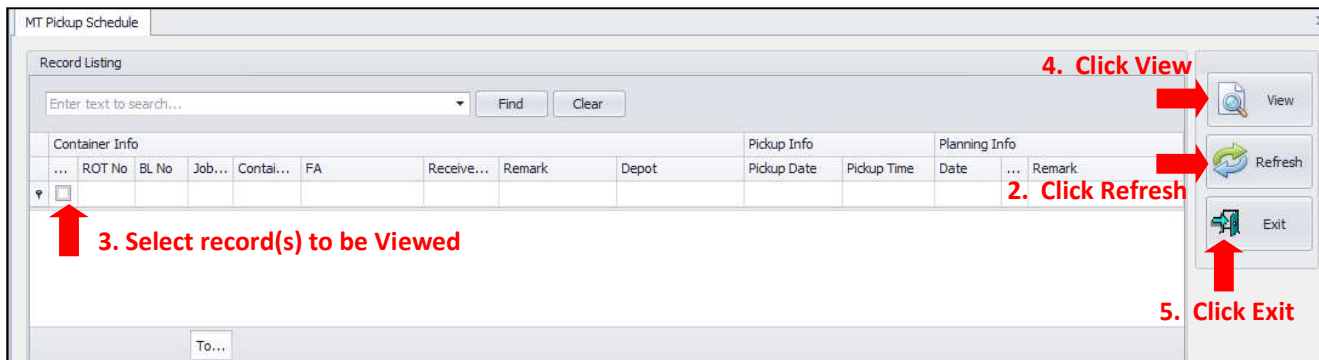 MT Pickup Schedule
Record Listing
4. Click View
Enter text to search...
Find
Clear
View
Container Info
Pickup Info
Planning Info
... ROT No BL No Job... Contai... FA Receive... Remark Depot Pickup Date Pickup Time Date ... Remark
Refresh
2. Click Refresh
3. Select record(s) to be Viewed
Exit
5. Click Exit
To...